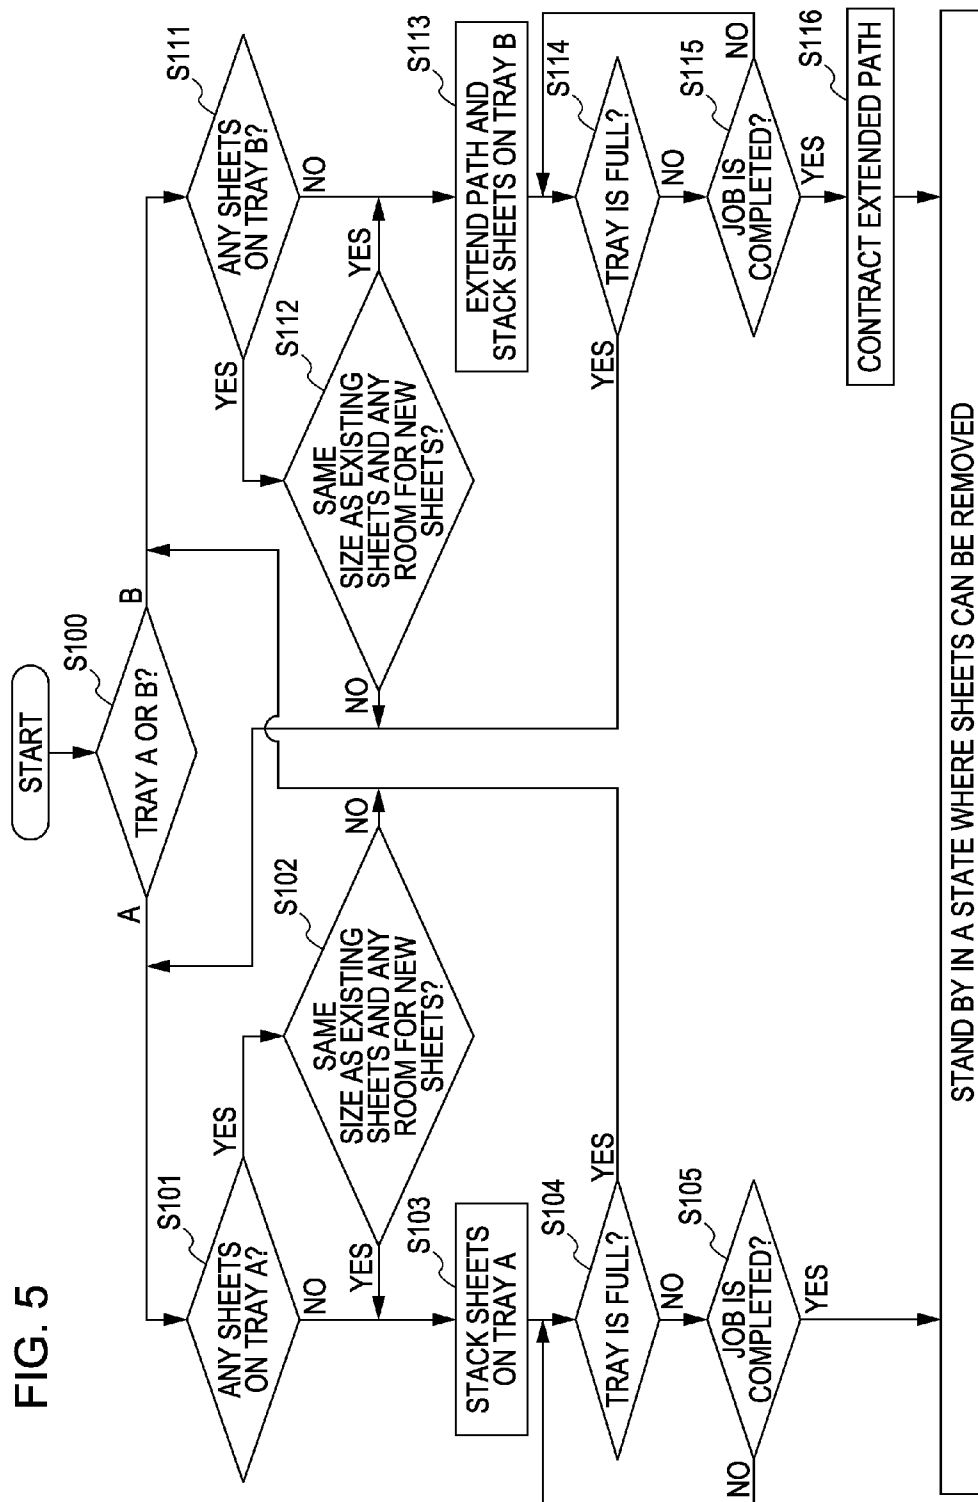 FIG. 5
START
S100
TRAY A OR B?
A
B
S101
ANY SHEETS
ON TRAY A?
YES
NO
S102
SAME
SIZE AS EXISTING
SHEETS AND ANY
ROOM FOR NEW
SHEETS?
YES
NO
S103
STACK SHEETS
ON TRAY A
S104
TRAY IS FULL?
YES
NO
S105
JOB IS
COMPLETED?
NO
YES
S111
ANY SHEETS
ON TRAY B?
YES
NO
S112
SAME
SIZE AS EXISTING
SHEETS AND ANY
ROOM FOR NEW
SHEETS?
NO
YES
S113
EXTEND PATH AND
STACK SHEETS ON TRAY B
S114
TRAY IS FULL?
YES
NO
S115
JOB IS
COMPLETED?
NO
YES
S116
CONTRACT EXTENDED PATH
STAND BY IN A STATE WHERE SHEETS CAN BE REMOVED